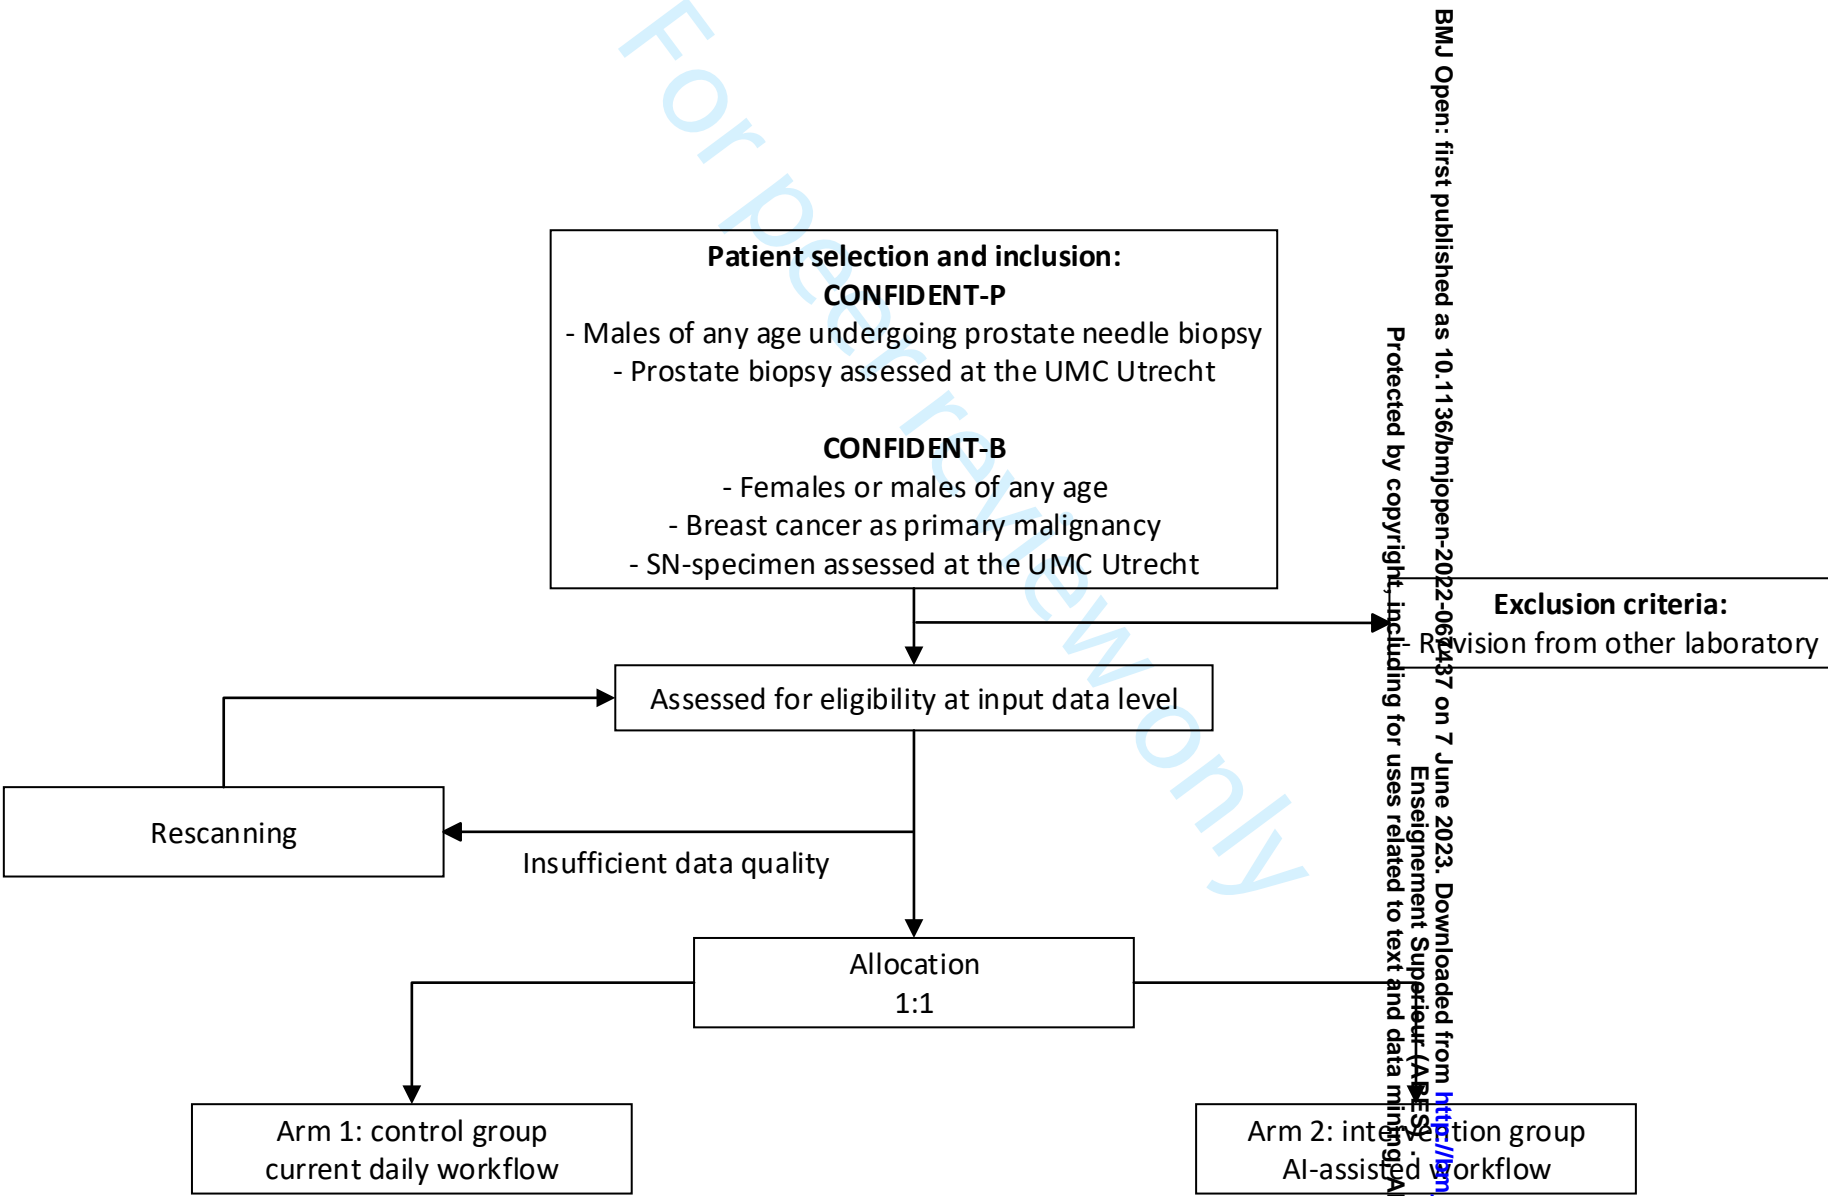 For peer review only
Patient selection and inclusion:
CONFIDENT-P
- Males of any age undergoing prostate needle biopsy
- Prostate biopsy assessed at the UMC Utrecht
CONFIDENT-B
- Females or males of any age
- Breast cancer as primary malignancy
- SN-specimen assessed at the UMC Utrecht
Exclusion criteria:
- Revision from other laboratory
Assessed for eligibility at input data level
Rescanning
Insufficient data quality
Allocation
1:1
Arm 1: control group
current daily workflow
Arm 2: intervention group
AI-assisted workflow
BMJ Open: first published as 10.1136/bmjopen-2022-067437 on 7 June 2023. Downloaded from http://bm
Enseignement Superieur (ABES) .
Protected by copyright, including for uses related to text and data mining, AI